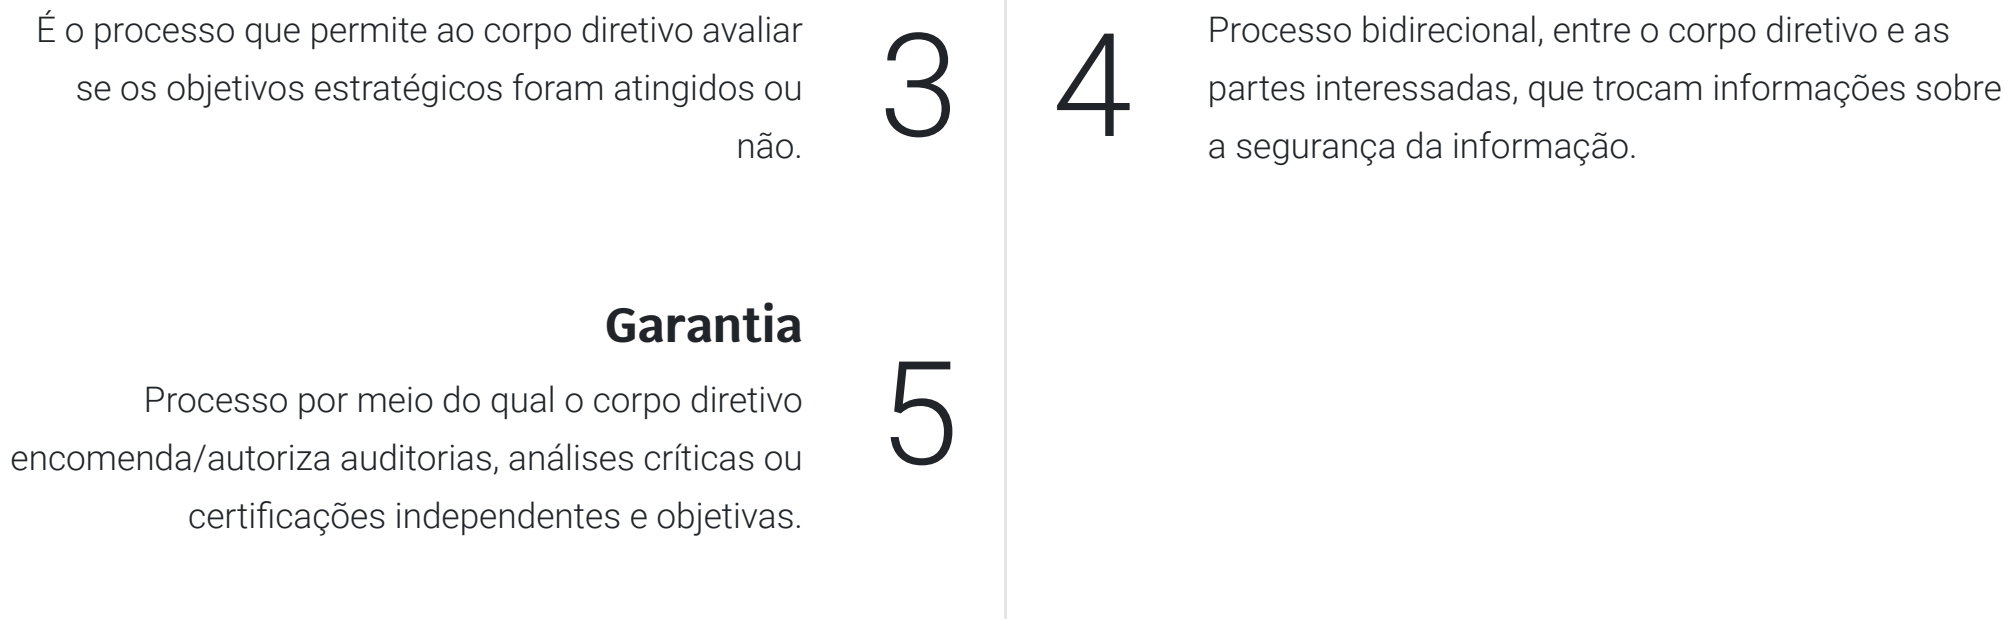 É o processo que permite ao corpo diretivo avaliar
se os objetivos estratégicos foram atingidos ou
não.
3
4
Processo bidirecional, entre o corpo diretivo e as
partes interessadas, que trocam informações sobre
a segurança da informação.
Garantia
Processo por meio do qual o corpo diretivo
encomenda/autoriza auditorias, análises críticas ou
certificações independentes e objetivas.
5